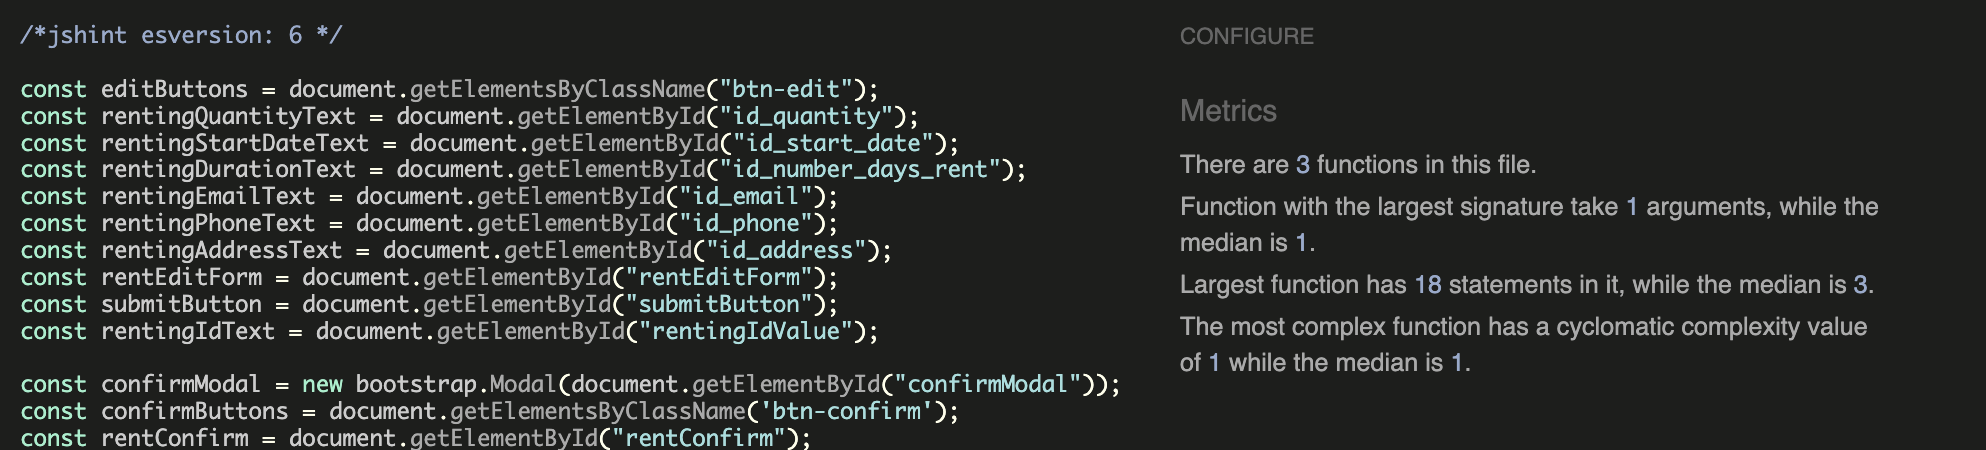 /*jshint esversion: 6 */
const editButtons = document.getElementsByClassName("btn-edit");
const rentingQuantityText = document.getElementById("id_quantity");
const rentingStartDateText = document.getElementById("id_start_date");
const rentingDurationText = document.getElementById("id_number_days_rent");
const rentingEmailText = document.getElementById("id_email");
const rentingPhoneText = document.getElementById("id_phone");
const rentingAddressText = document.getElementById("id_address");
const rentEditForm = document.getElementById("rentEditForm");
const submitButton = document.getElementById("submitButton");
const rentingIdText = document.getElementById("rentingIdValue");
const confirmModal = new bootstrap.Modal(document.getElementById("confirmModal"));
const confirmButtons = document.getElementsByClassName('btn-confirm');
const rentConfirm = document.getElementById("rentConfirm");
CONFIGURE
Metrics
There are 3 functions in this file.
Function with the largest signature take 1 arguments, while the
median is 1.
Largest function has 18 statements in it, while the median is 3.
The most complex function has a cyclomatic complexity value
of 1 while the median is 1.